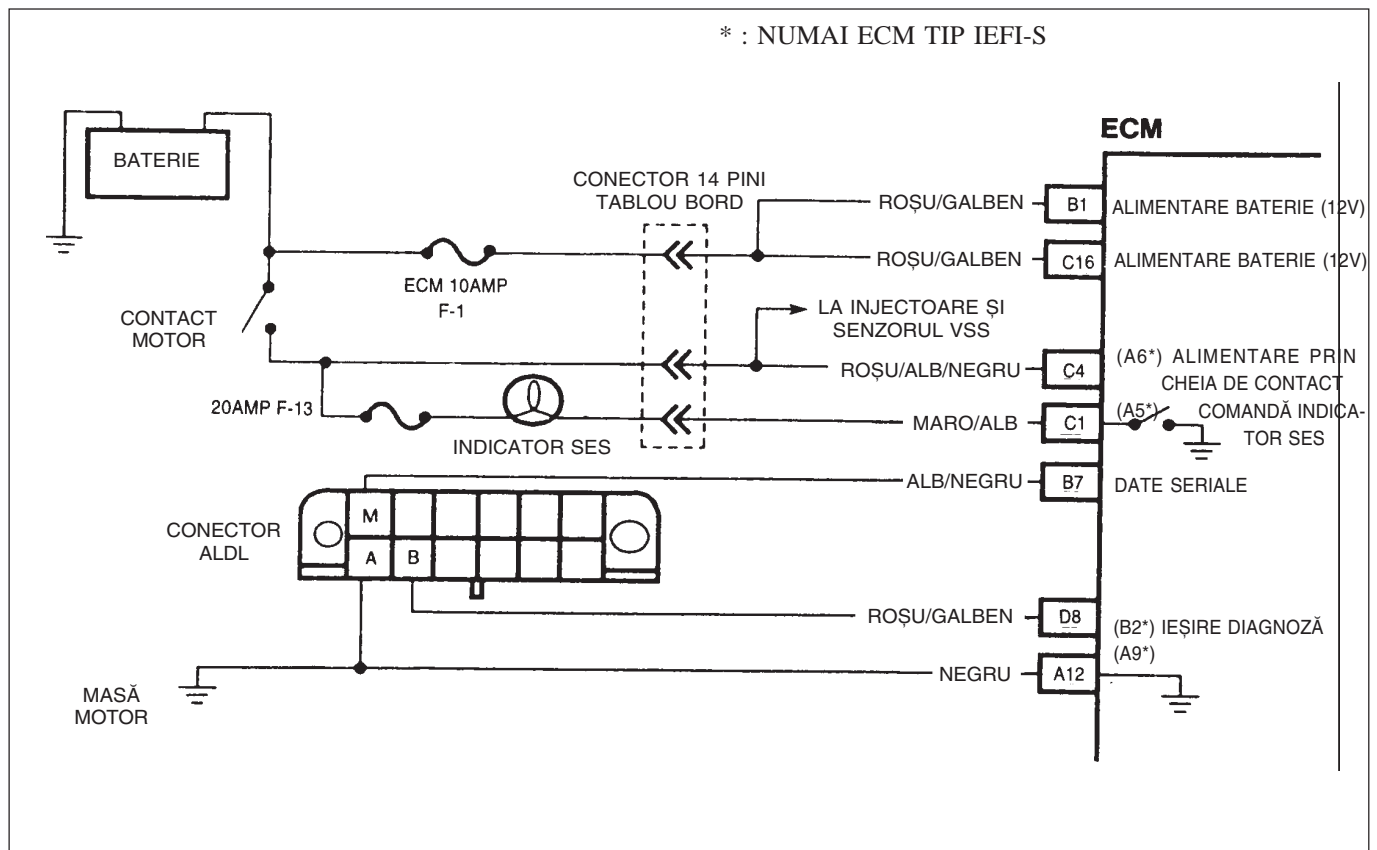 * : NUMAI ECM TIP IEFI-S
ECM
BATERIE
CONECTOR 14 PINI
TABLOU BORD
ROȘU/GALBEN
B1
ALIMENTARE BATERIE (12V)
ROȘU/GALBEN
C16
ALIMENTARE BATERIE (12V)
ECM 10AMP
F-1
CONTACT
MOTOR
LA INJECTOARE ȘI
SENZORUL VSS
ROȘU/ALB/NEGRU
C4
(A6*) ALIMENTARE PRIN
CHEIA DE CONTACT
20AMP F-13
INDICATOR SES
MARO/ALB
C1
(A5*) COMANDĂ INDICA-
TOR SES
ALB/NEGRU
B7
DATE SERIALE
CONECTOR
ALDL
M
A B
ROȘU/GALBEN
D8
(B2*) IEȘIRE DIAGNOZĂ
(A9*)
NEGRU
A12
MASĂ
MOTOR